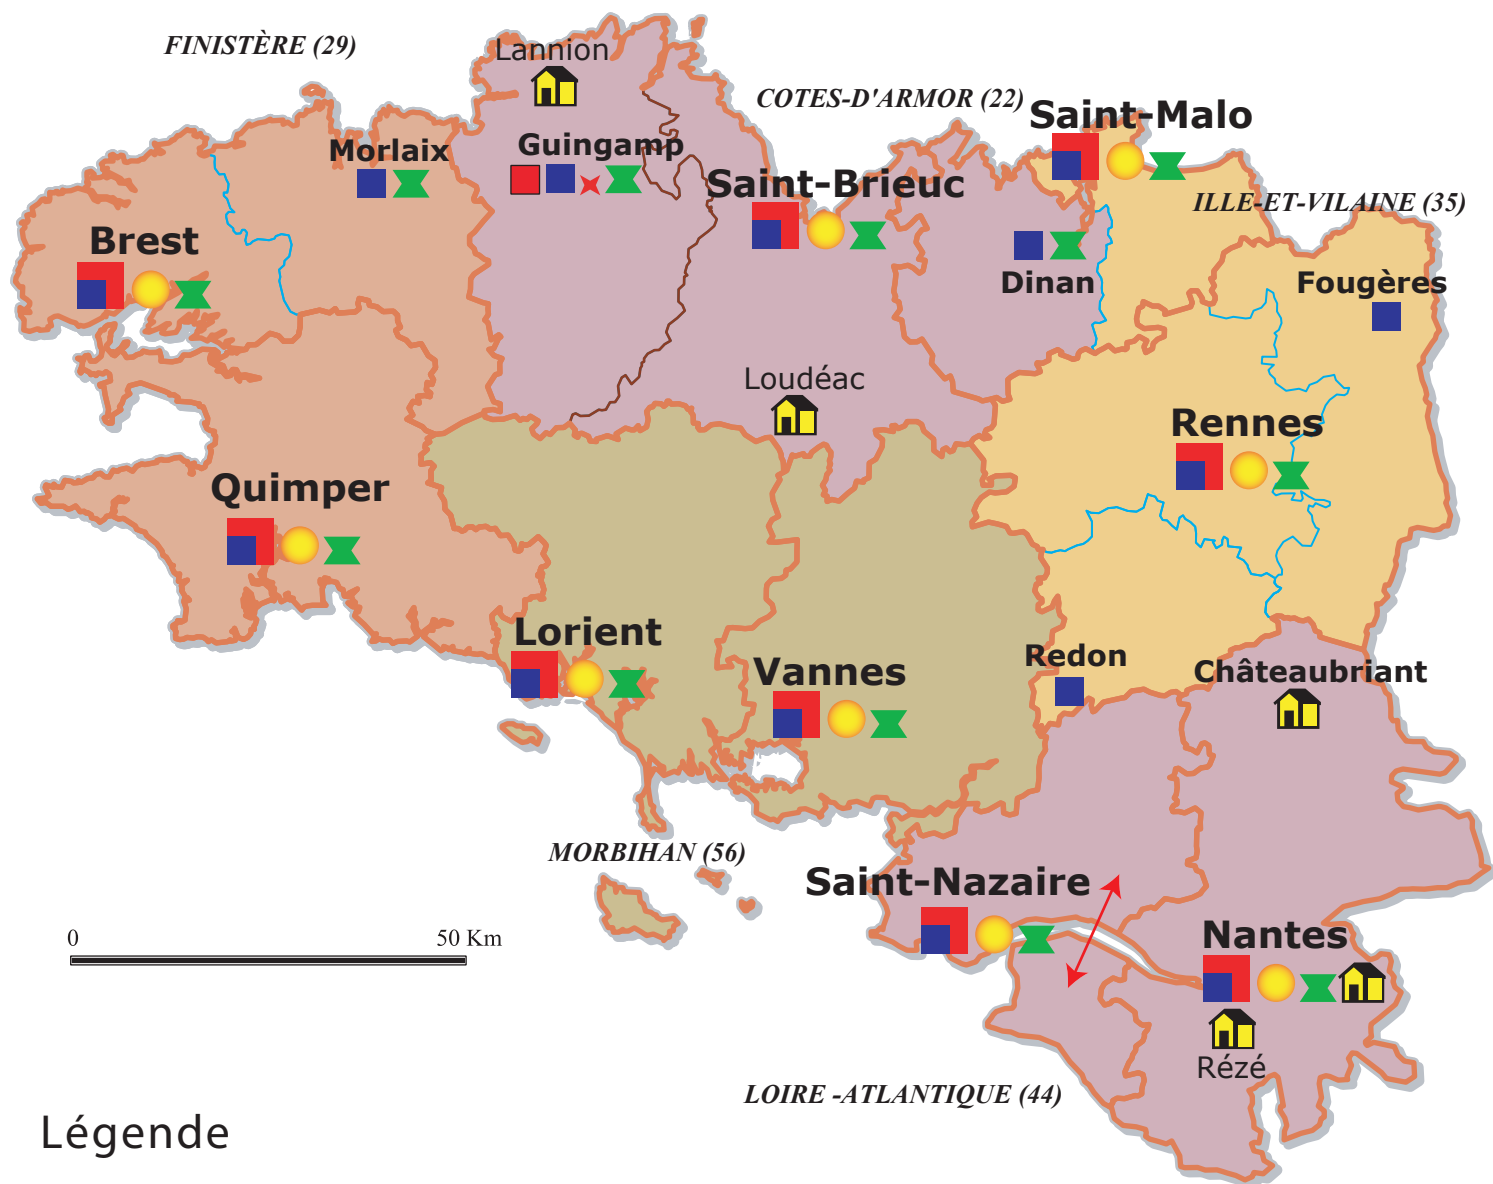 FINISTÈRE (29)
Lannion
COTES-D'ARMOR (22)
Saint-Malo
Morlaix
Guingamp
Saint-Brieuc
ILLE-ET-VILAINE (35)
Brest
Dinan
Fougères
Loudéac
Rennes
Quimper
Lorient
Vannes
Redon
Châteaubriant
MORBIHAN (56)
Saint-Nazaire
0 50 Km
Nantes
Rézé
LOIRE -ATLANTIQUE (44)
Légende